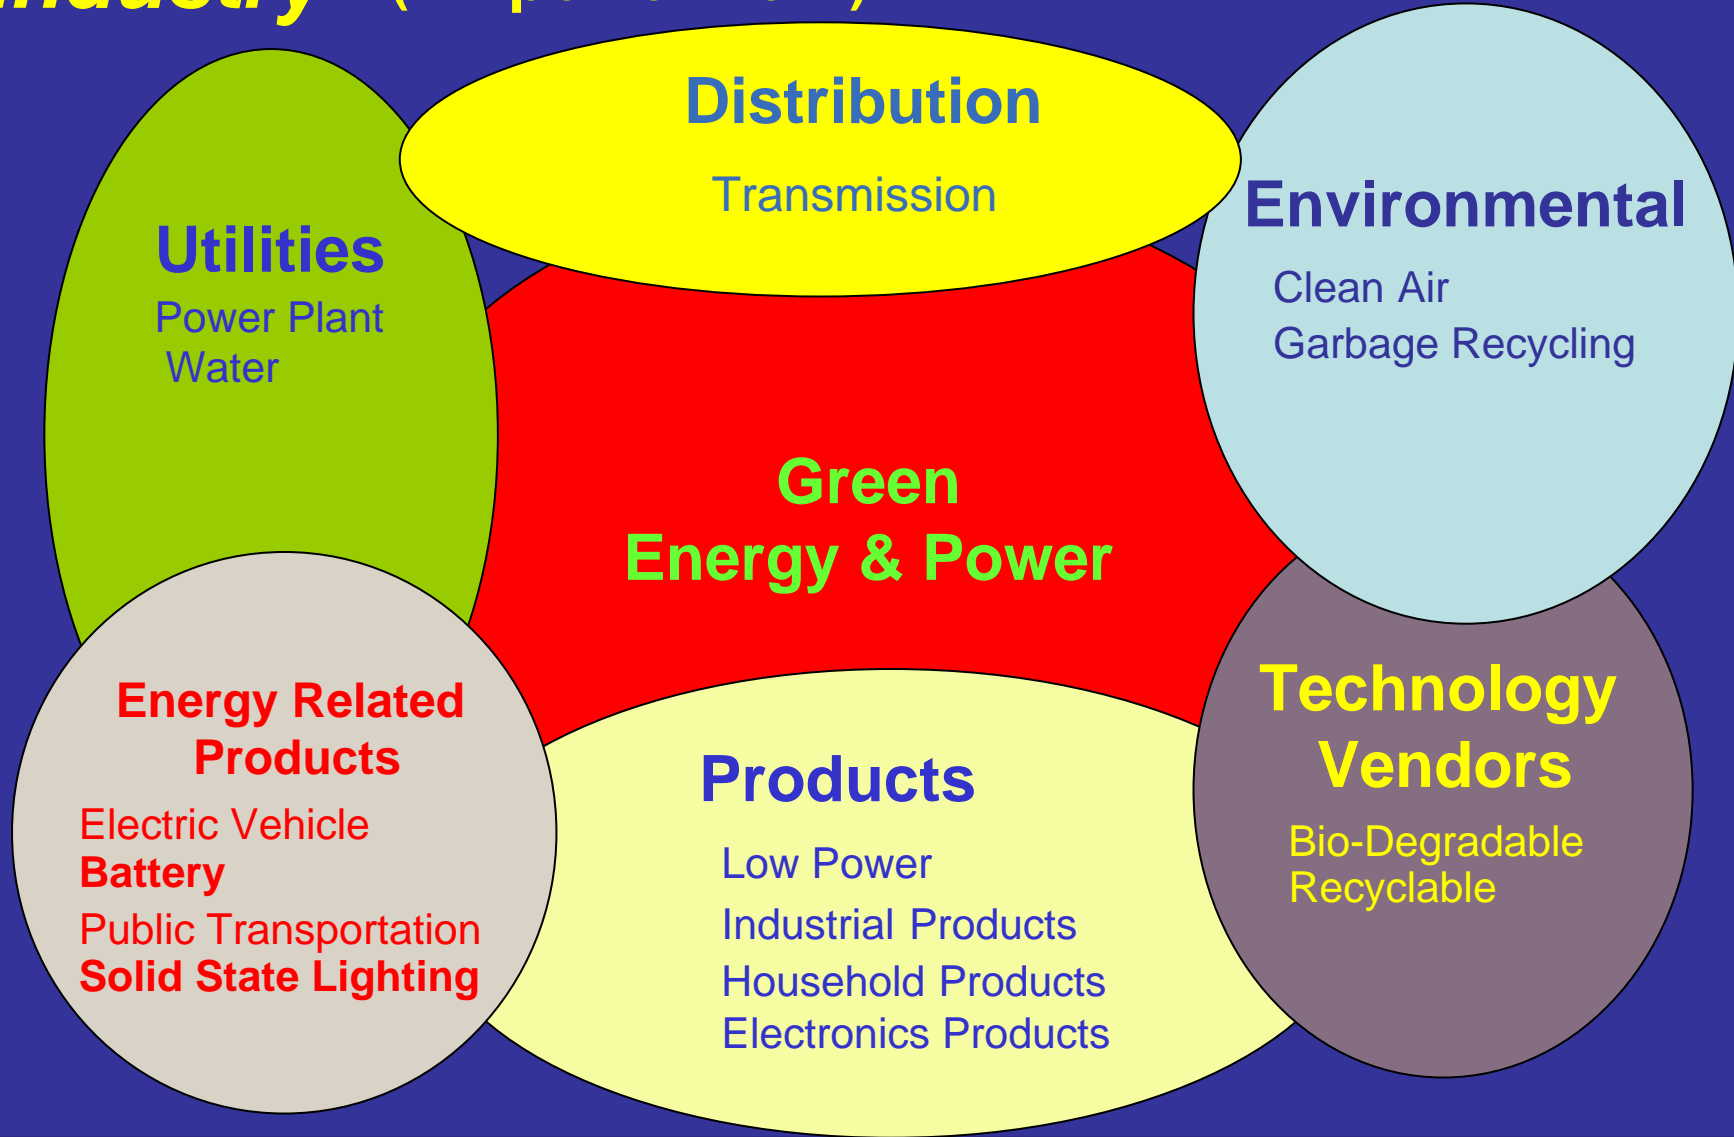 Distribution
Transmission
Utilities
Power Plant
Water
Environmental
Clean Air
Garbage Recycling
Green
Energy & Power
Energy Related
Products
Electric Vehicle
Battery
Public Transportation
Solid State Lighting
Products
Low Power
Industrial Products
Household Products
Electronics Products
Technology
Vendors
Bio-Degradable
Recyclable